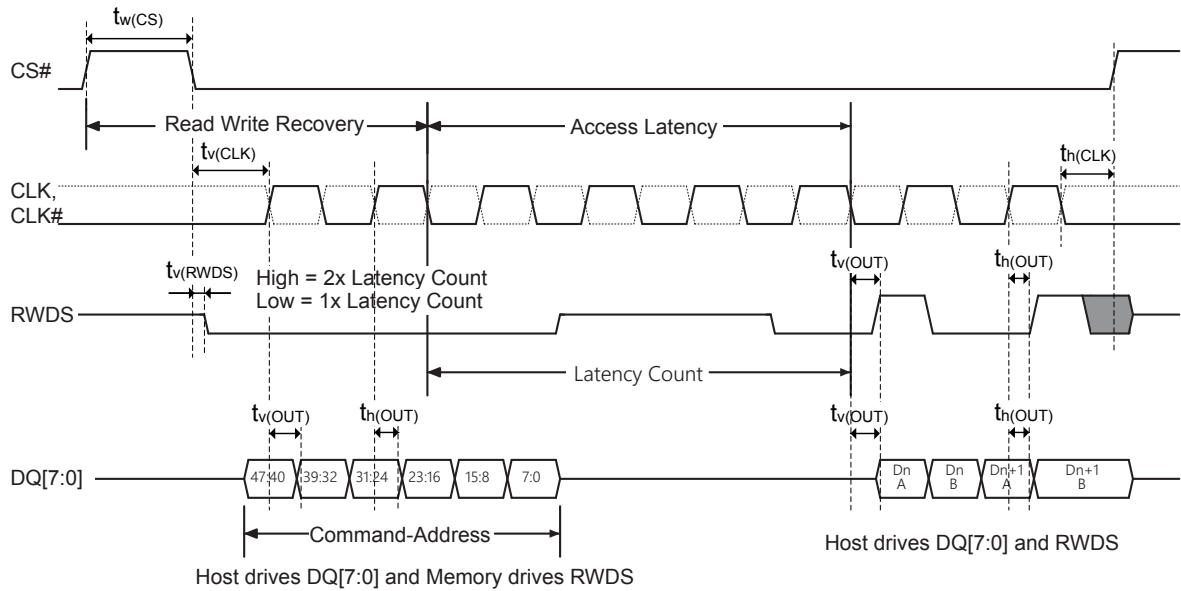 tw(CS)
CS#
Read Write Recovery
Access Latency
tv(CLK)
th(CLK)
CLK,
CLK#
tv(RWDS)
High = 2x Latency Count
Low = 1x Latency Count
tv(OUT)
th(OUT)
RWDS
Latency Count
tv(OUT)
th(OUT)
tv(OUT)
th(OUT)
DQ[7:0]
47:40
39:32
31:24
23:16
15:8
7:0
Dn
A
Dn
B
Dn+1
A
Dn+1
B
Command-Address
Host drives DQ[7:0] and RWDS
Host drives DQ[7:0] and Memory drives RWDS